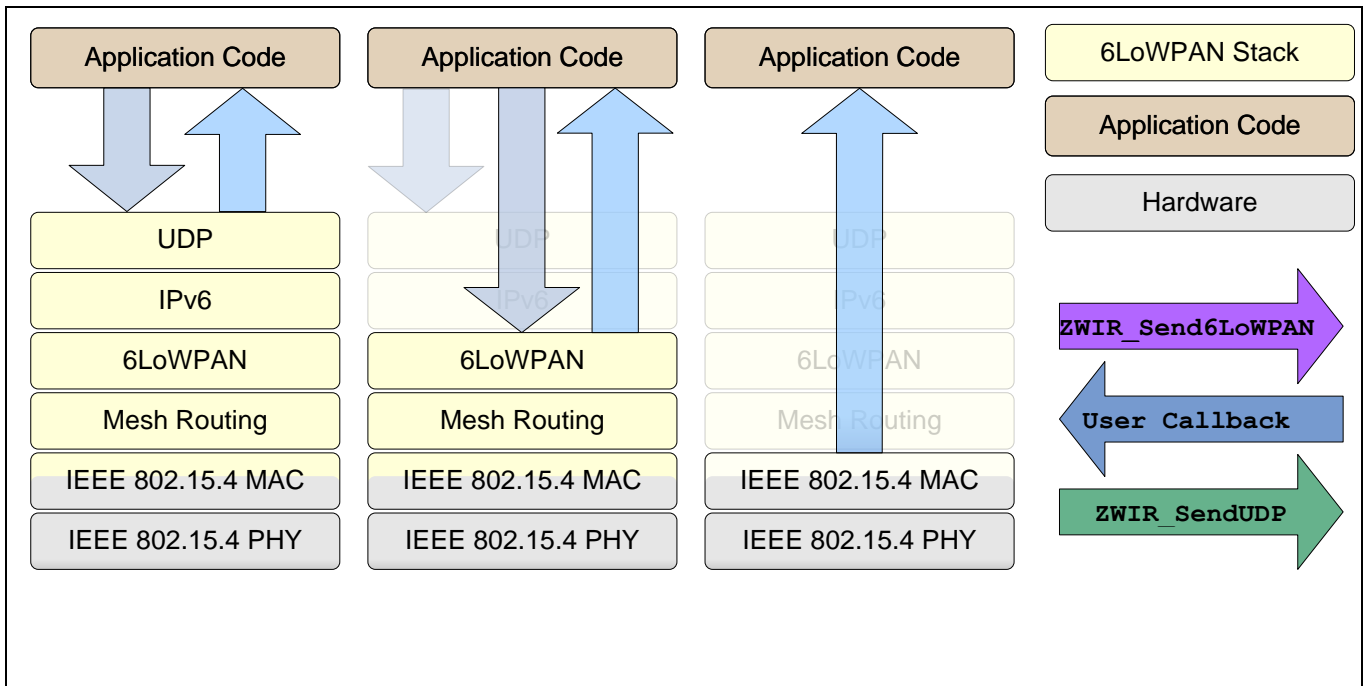 Application Code
UDP
IPv6
6LoWPAN
Mesh Routing
IEEE 802.15.4 MAC
IEEE 802.15.4 PHY
Application Code
UDP
IPv6
6LoWPAN
Mesh Routing
IEEE 802.15.4 MAC
IEEE 802.15.4 PHY
Application Code
UDP
IPv6
6LoWPAN
Mesh Routing
IEEE 802.15.4 MAC
IEEE 802.15.4 PHY
6LoWPAN Stack
Application Code
Hardware
ZWIR_Send6LoWPAN
User Callback
ZWIR_SendUDP